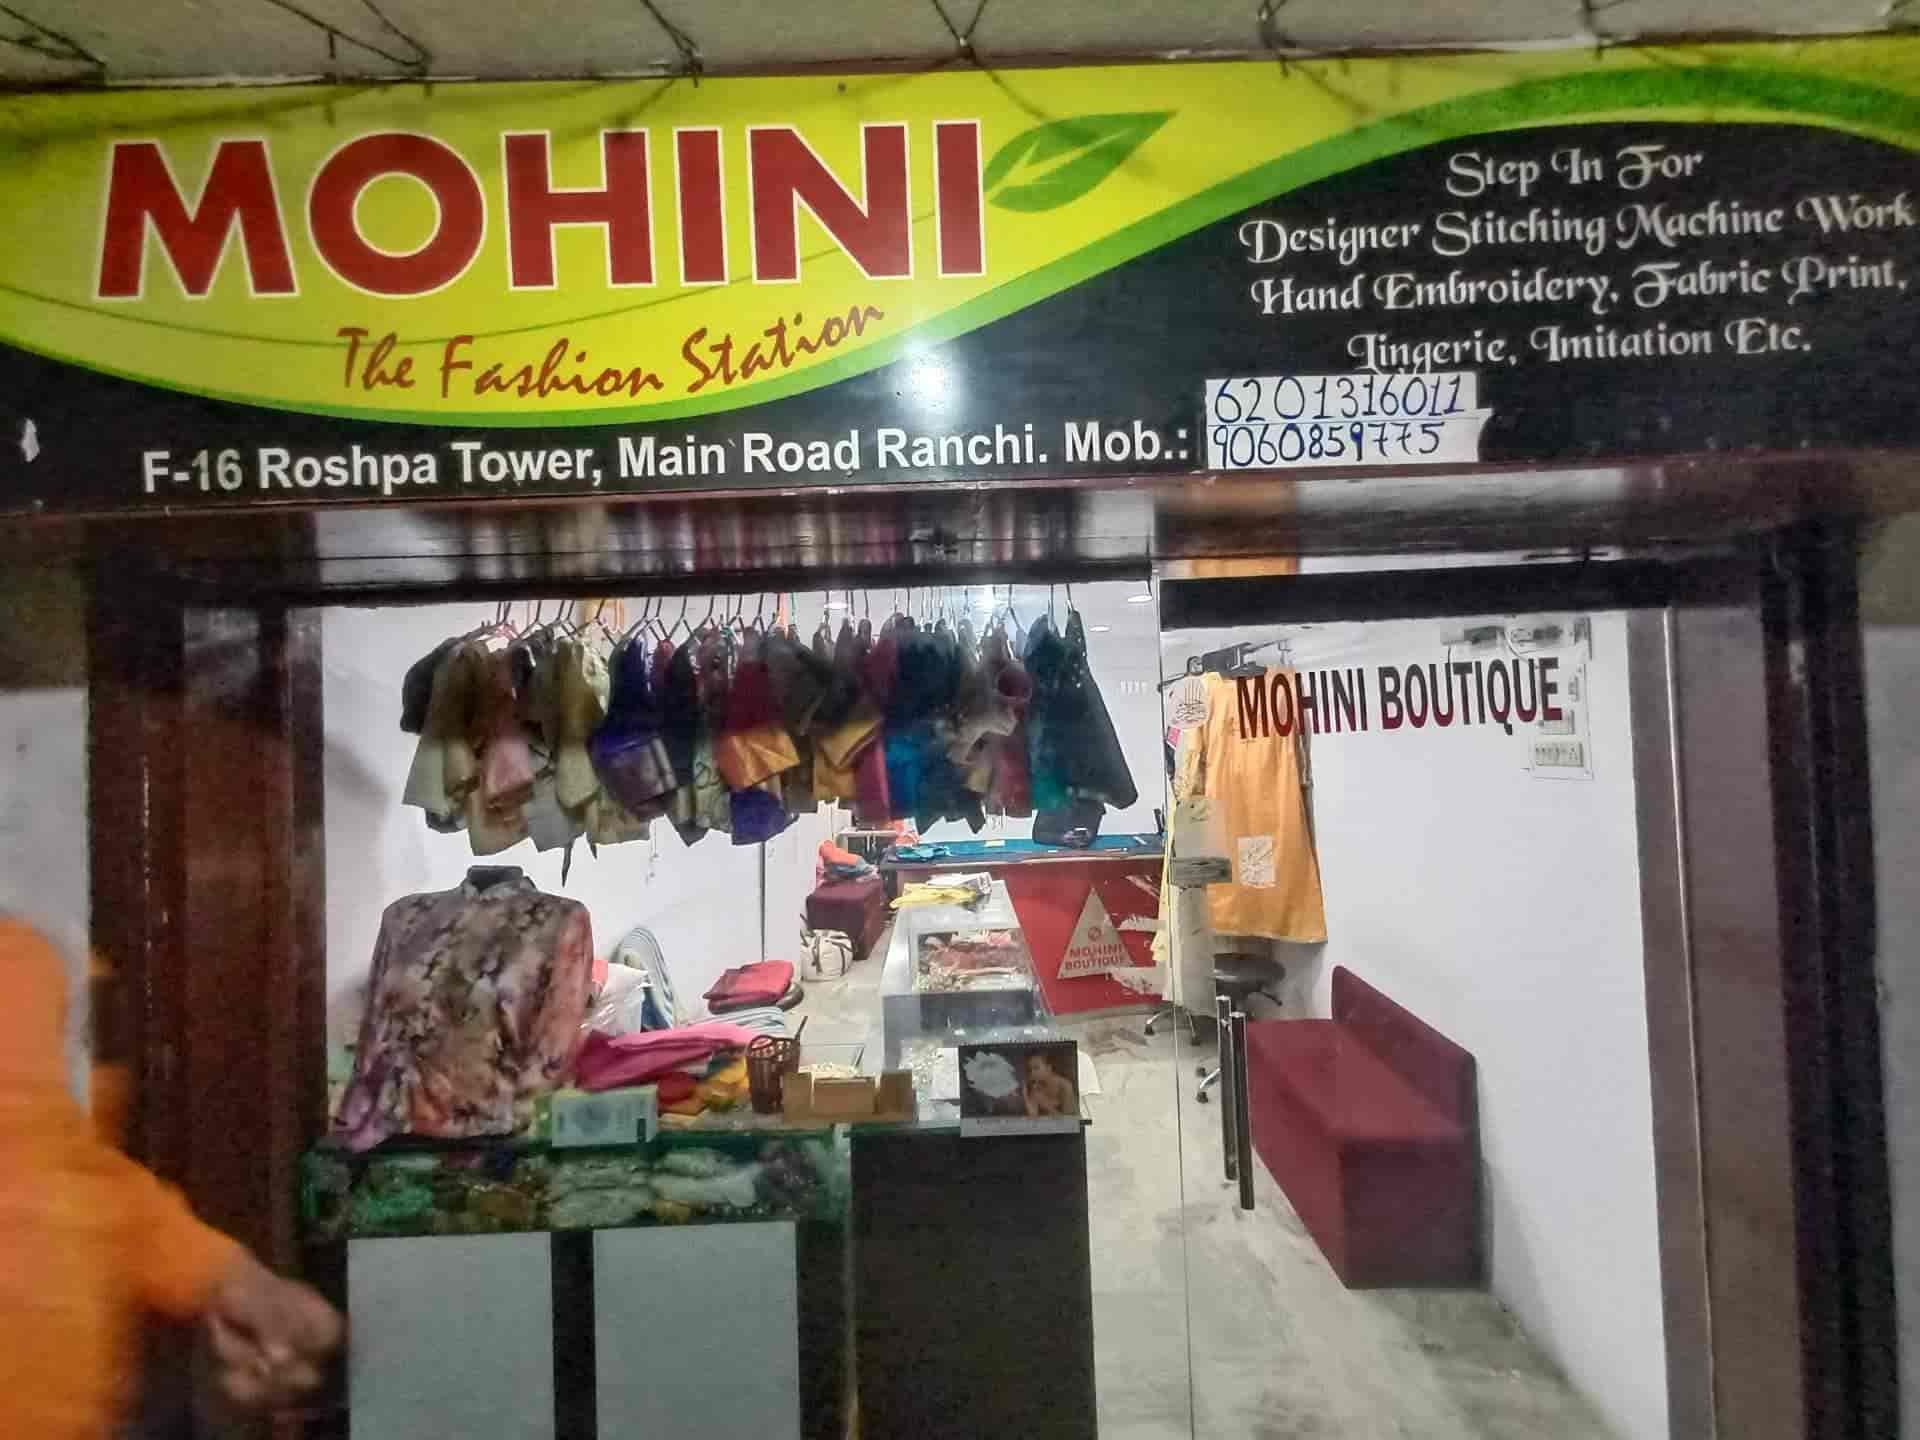 MOHINI
The Fashion Station
Step In For
Designer Stitching Machine Work
Hand Embroidery, Fabric Print,
Lingerie, Imitation Etc.
F-16 Roshpa Tower, Main Road Ranchi. Mob.:
6201316011
9060859775
MOHINI BOUTIQUE
MOHINI
BOUTIQUE